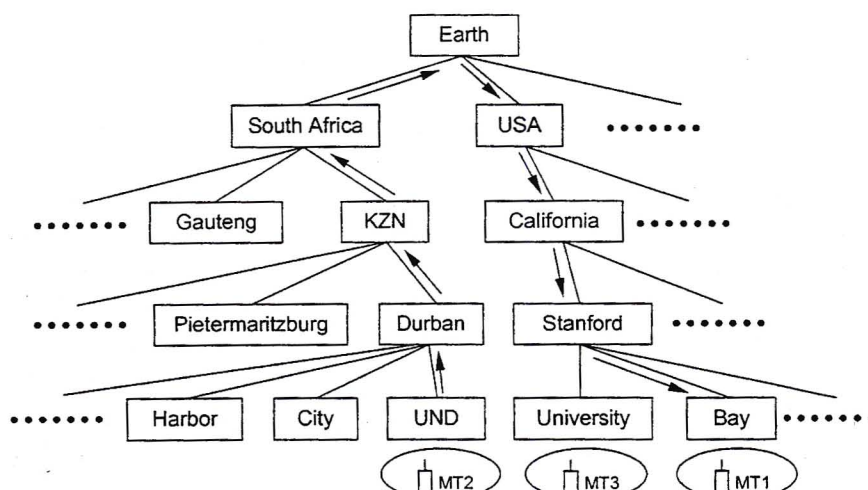 Earth
South Africa USA
Gauteng KZN California
Pietermaritzburg Durban Stanford
Harbor City UND University Bay
MT2 MT3 MT1